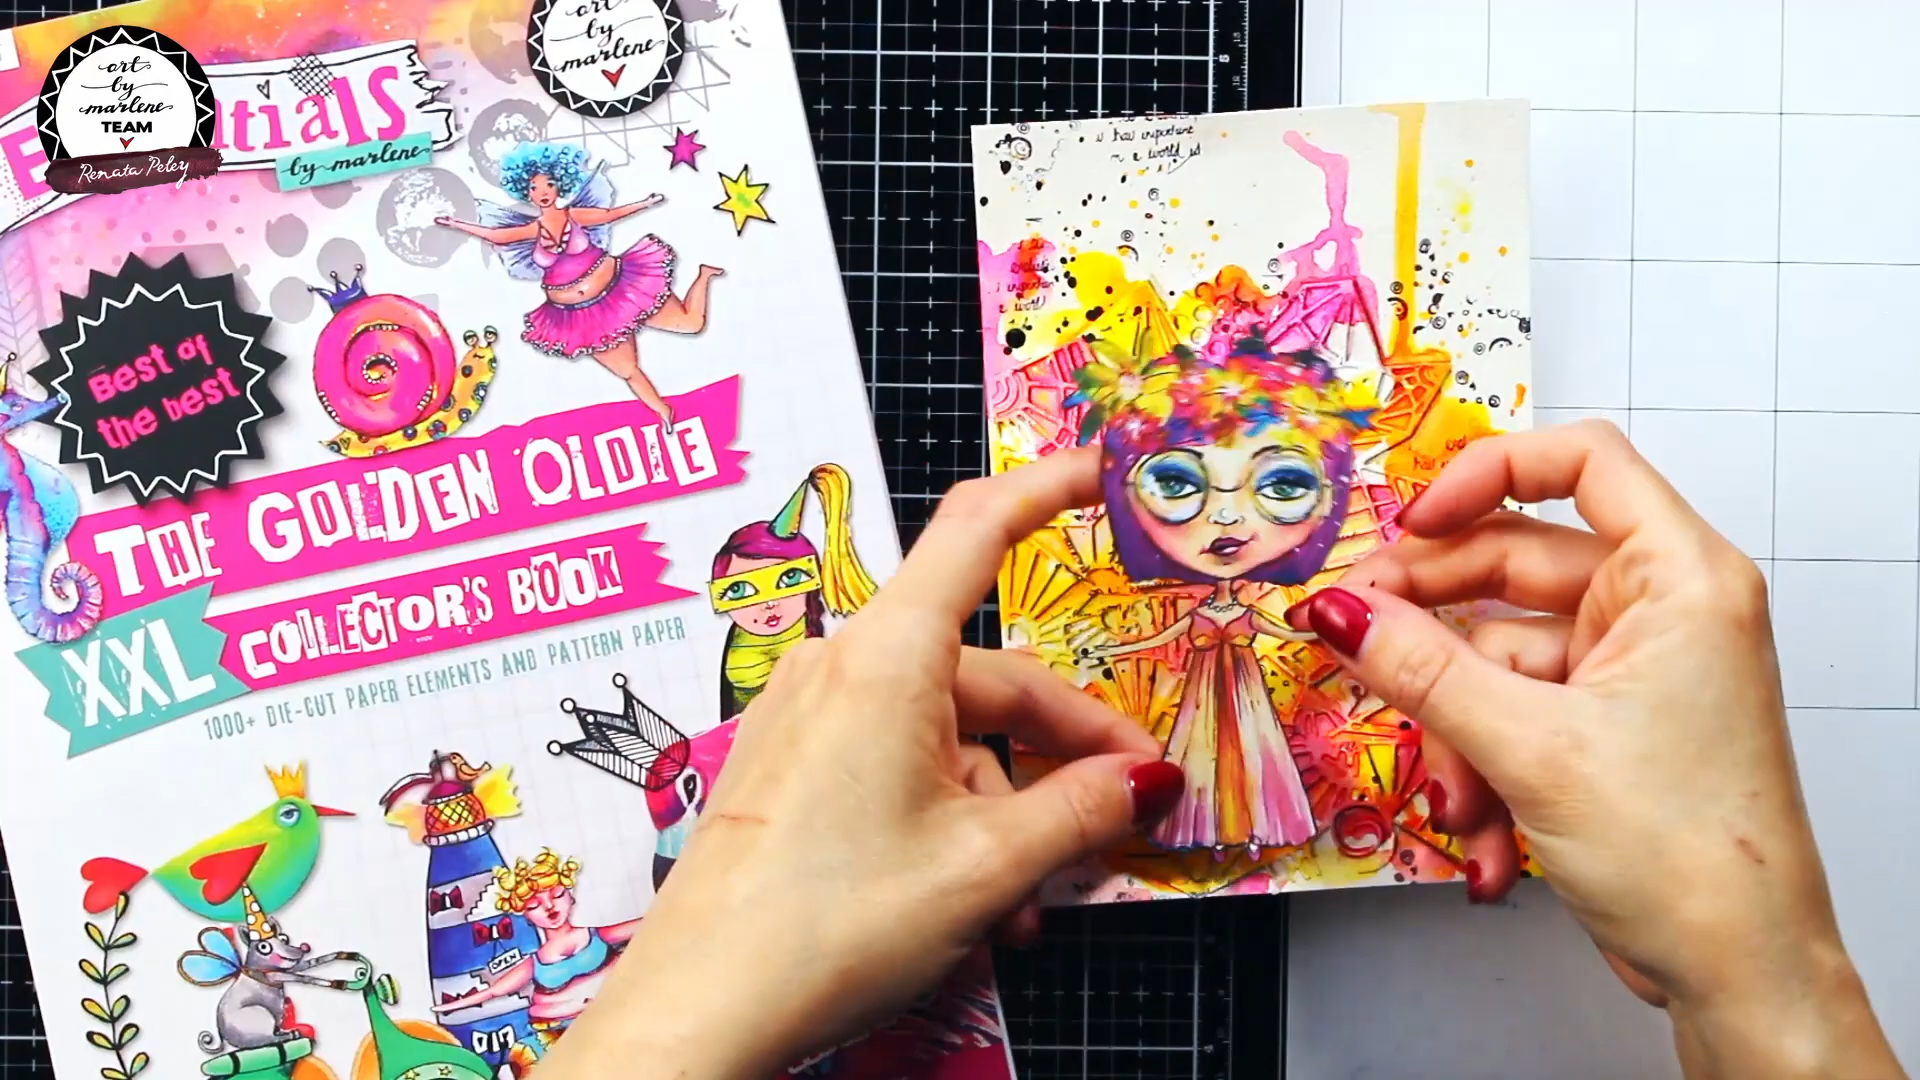 art
by
marlene
TEAM
Renata Peley
art
by
marlene
by marlene
Best of
the best
THE GOLDEN OLDIE
XXL
COLLECTOR'S BOOK
1000+ DIE-CUT PAPER ELEMENTS AND PATTERN PAPER
OPEN